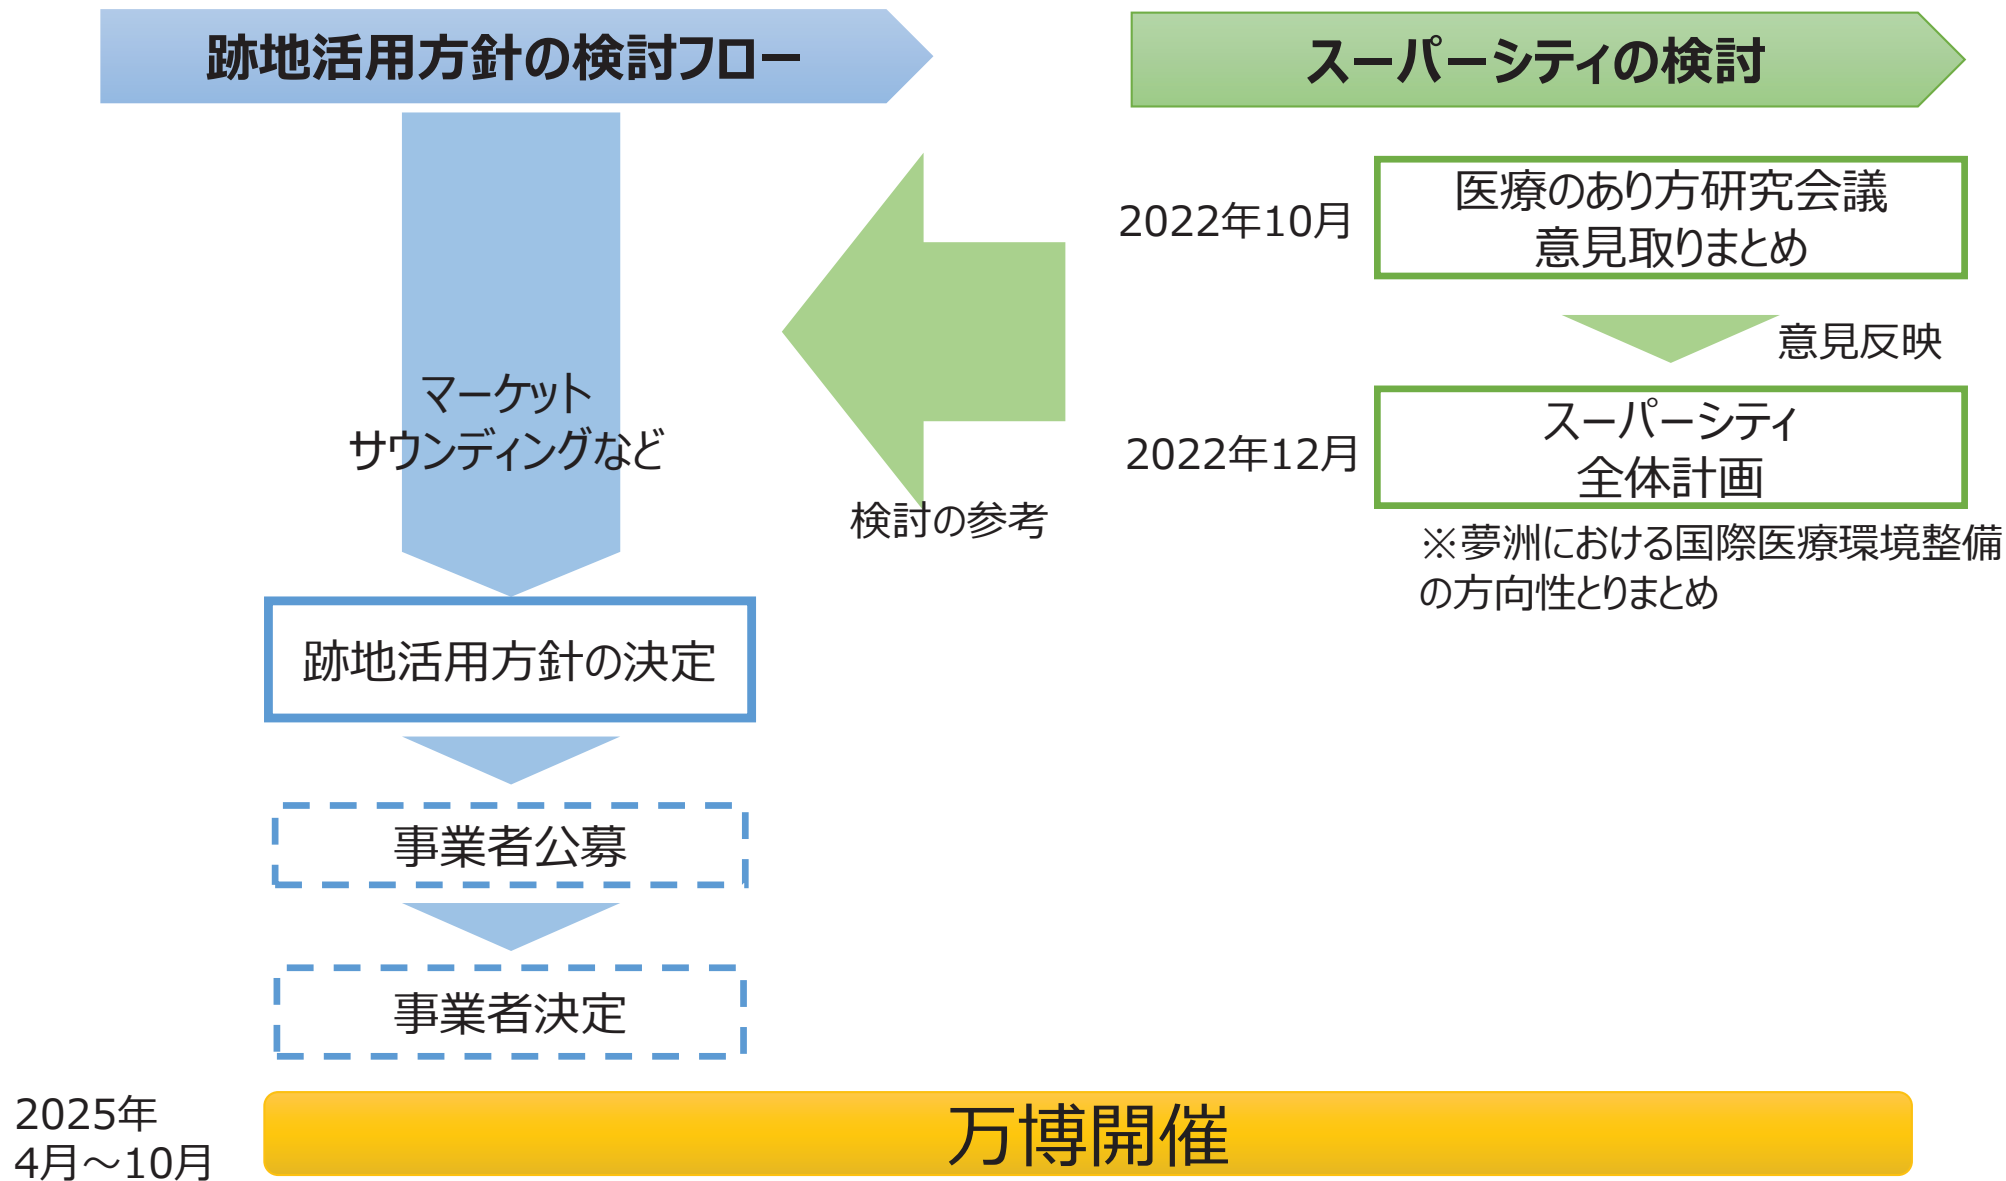 跡地活用方針の検討フロー
マーケット
サウンディングなど
跡地活用方針の決定
事業者公募
事業者決定
検討の参考
スーパーシティの検討
2022年10月
医療のあり方研究会議
意見取りまとめ
意見反映
2022年12月
スーパーシティ
全体計画
※夢洲における国際医療環境整備
の方向性とりまとめ
2025年
4月～10月
万博開催